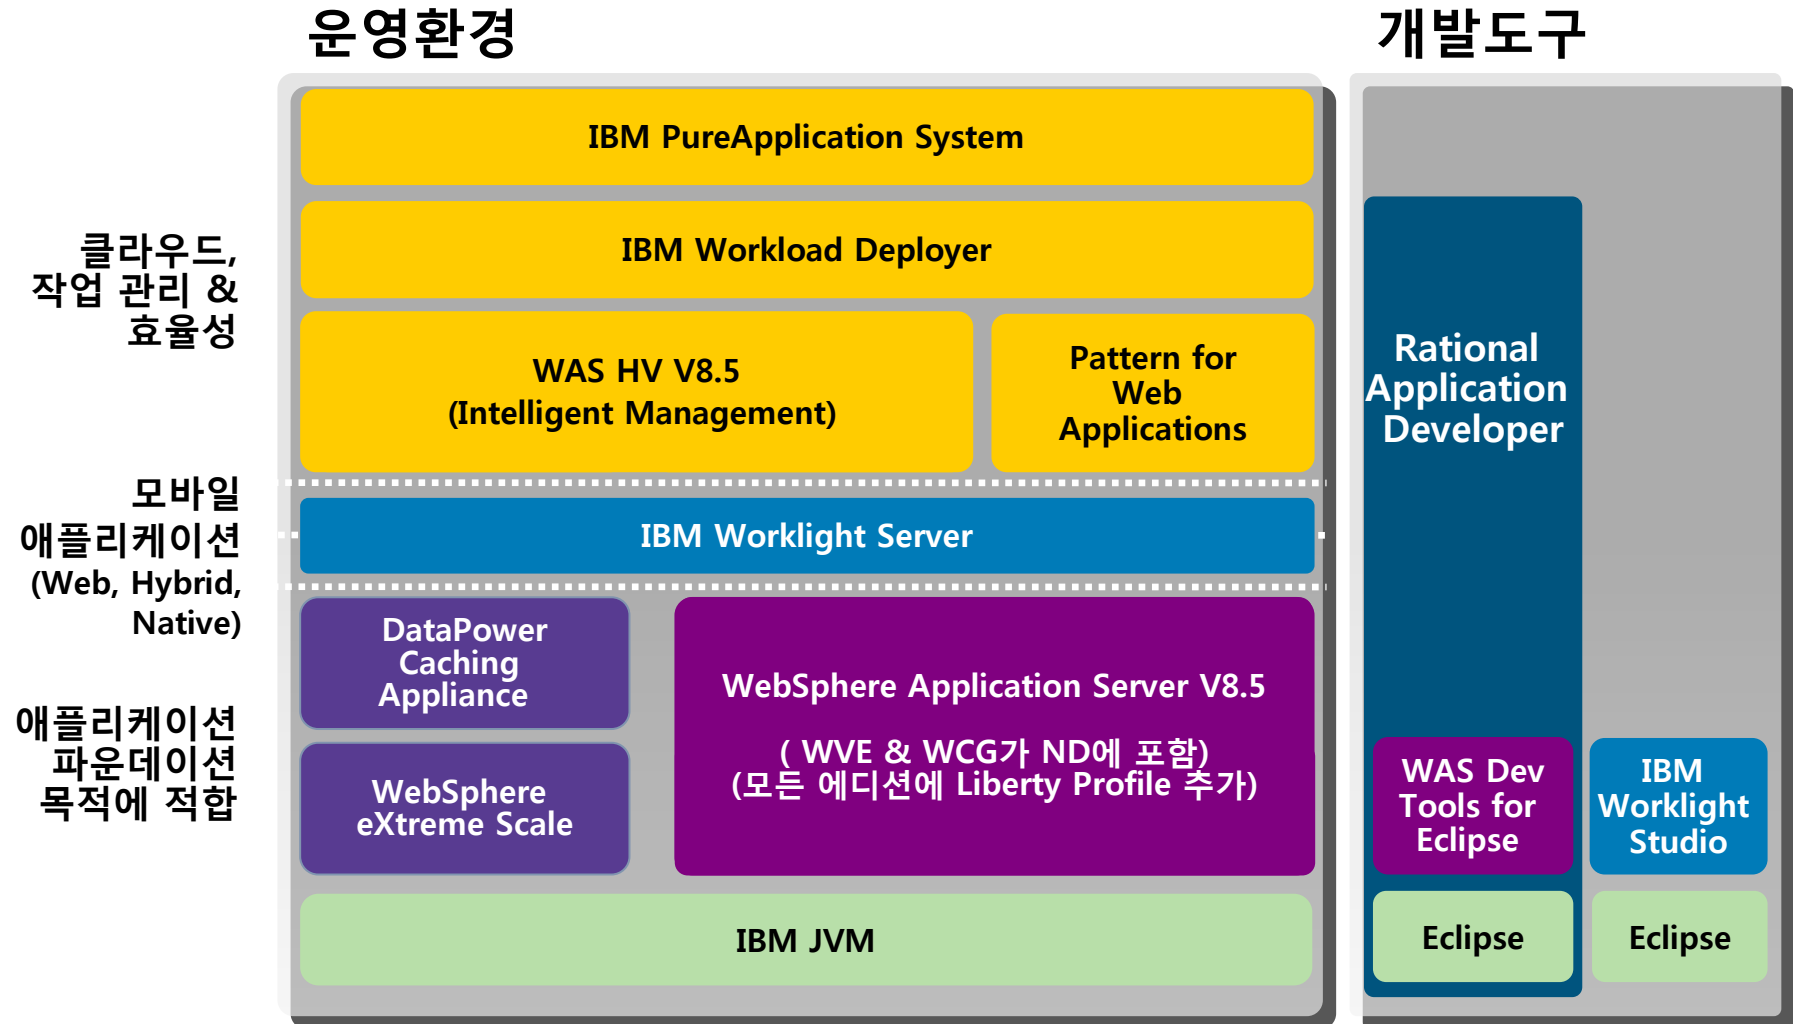 운영환경
개발도구
클라우드,
작업 관리 &
효율성
모바일
애플리케이션
(Web, Hybrid,
Native)
애플리케이션
파운데이션
목적에 적합
IBM PureApplication System
IBM Workload Deployer
WAS HV V8.5
(Intelligent Management)
Pattern for
Web
Applications
IBM Worklight Server
DataPower
Caching
Appliance
WebSphere
eXtreme Scale
WebSphere Application Server V8.5
( WVE & WCG가 ND에 포함)
(모든 에디션에 Liberty Profile 추가)
IBM JVM
Rational
Application
Developer
WAS Dev
Tools for
Eclipse
IBM
Worklight
Studio
Eclipse
Eclipse